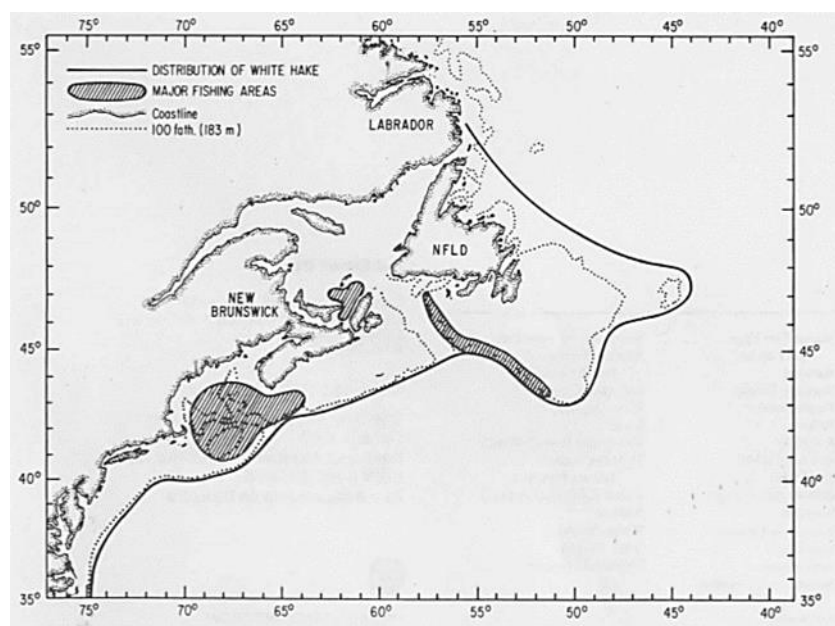 75° 70° 65° 60° 55° 50° 45° 40°
55° 55°
DISTRIBUTION OF WHITE HAKE
MAJOR FISHING AREAS
Coastline
100 fath. (183 m)
LABRADOR
50° 50°
NFLD
NEW
BRUNSWICK
45° 45°
40° 40°
35° 35°
75° 70° 65° 60° 55° 50° 45° 40°